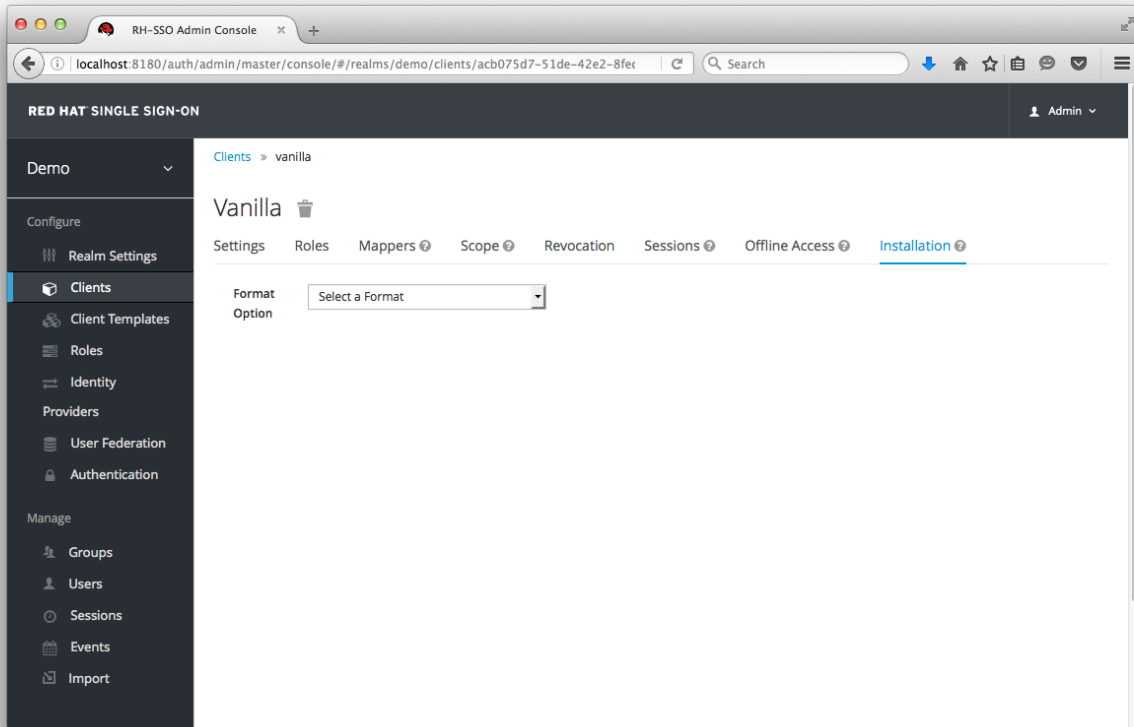 RH-SSO Admin Console
localhost:8180/auth/admin/master/console/#/realms/demo/clients/acb075d7-51de-42e2-8fec
Search
RED HAT SINGLE SIGN-ON
Admin
Demo
Clients » vanilla
Vanilla
Settings Roles Mappers Scope Revocation Sessions Offline Access Installation
Format
Option
Select a Format
Configure
Realm Settings
Clients
Client Templates
Roles
Identity
Providers
User Federation
Authentication
Manage
Groups
Users
Sessions
Events
Import